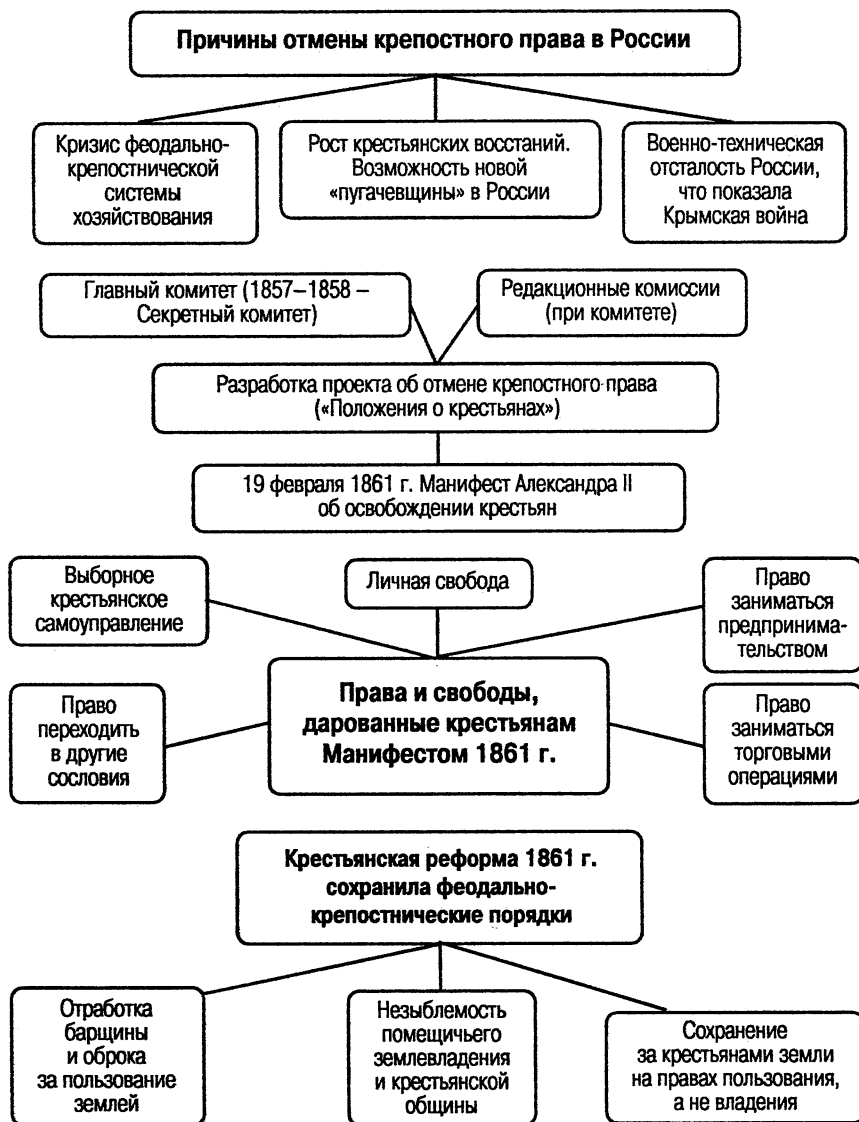 Причины отмены крепостного права в России
Кризис феодально-
крепостнической
системы
хозяйствования
Рост крестьянских восстаний.
Возможность новой
«пугачевщины» в России
Военно-техническая
отсталость России,
что показала
Крымская война
Главный комитет (1857–1858 –
Секретный комитет)
Редакционные комиссии
(при комитете)
Разработка проекта об отмене крепостного права
(«Положения о крестьянах»)
19 февраля 1861 г. Манифест Александра II
об освобождении крестьян
Выборное
крестьянское
самоуправление
Личная свобода
Право
заниматься
предпринима-
тельством
Право
переходить
в другие
сословия
Права и свободы,
дарованные крестьянам
Манифестом 1861 г.
Право
заниматься
торговыми
операциями
Крестьянская реформа 1861 г.
сохранила феодально-
крепостнические порядки
Отработка
барщины
и оброка
за пользование
землей
Незыблемость
помещичьего
землевладения
и крестьянской
общины
Сохранение
за крестьянами земли
на правах пользования,
а не владения